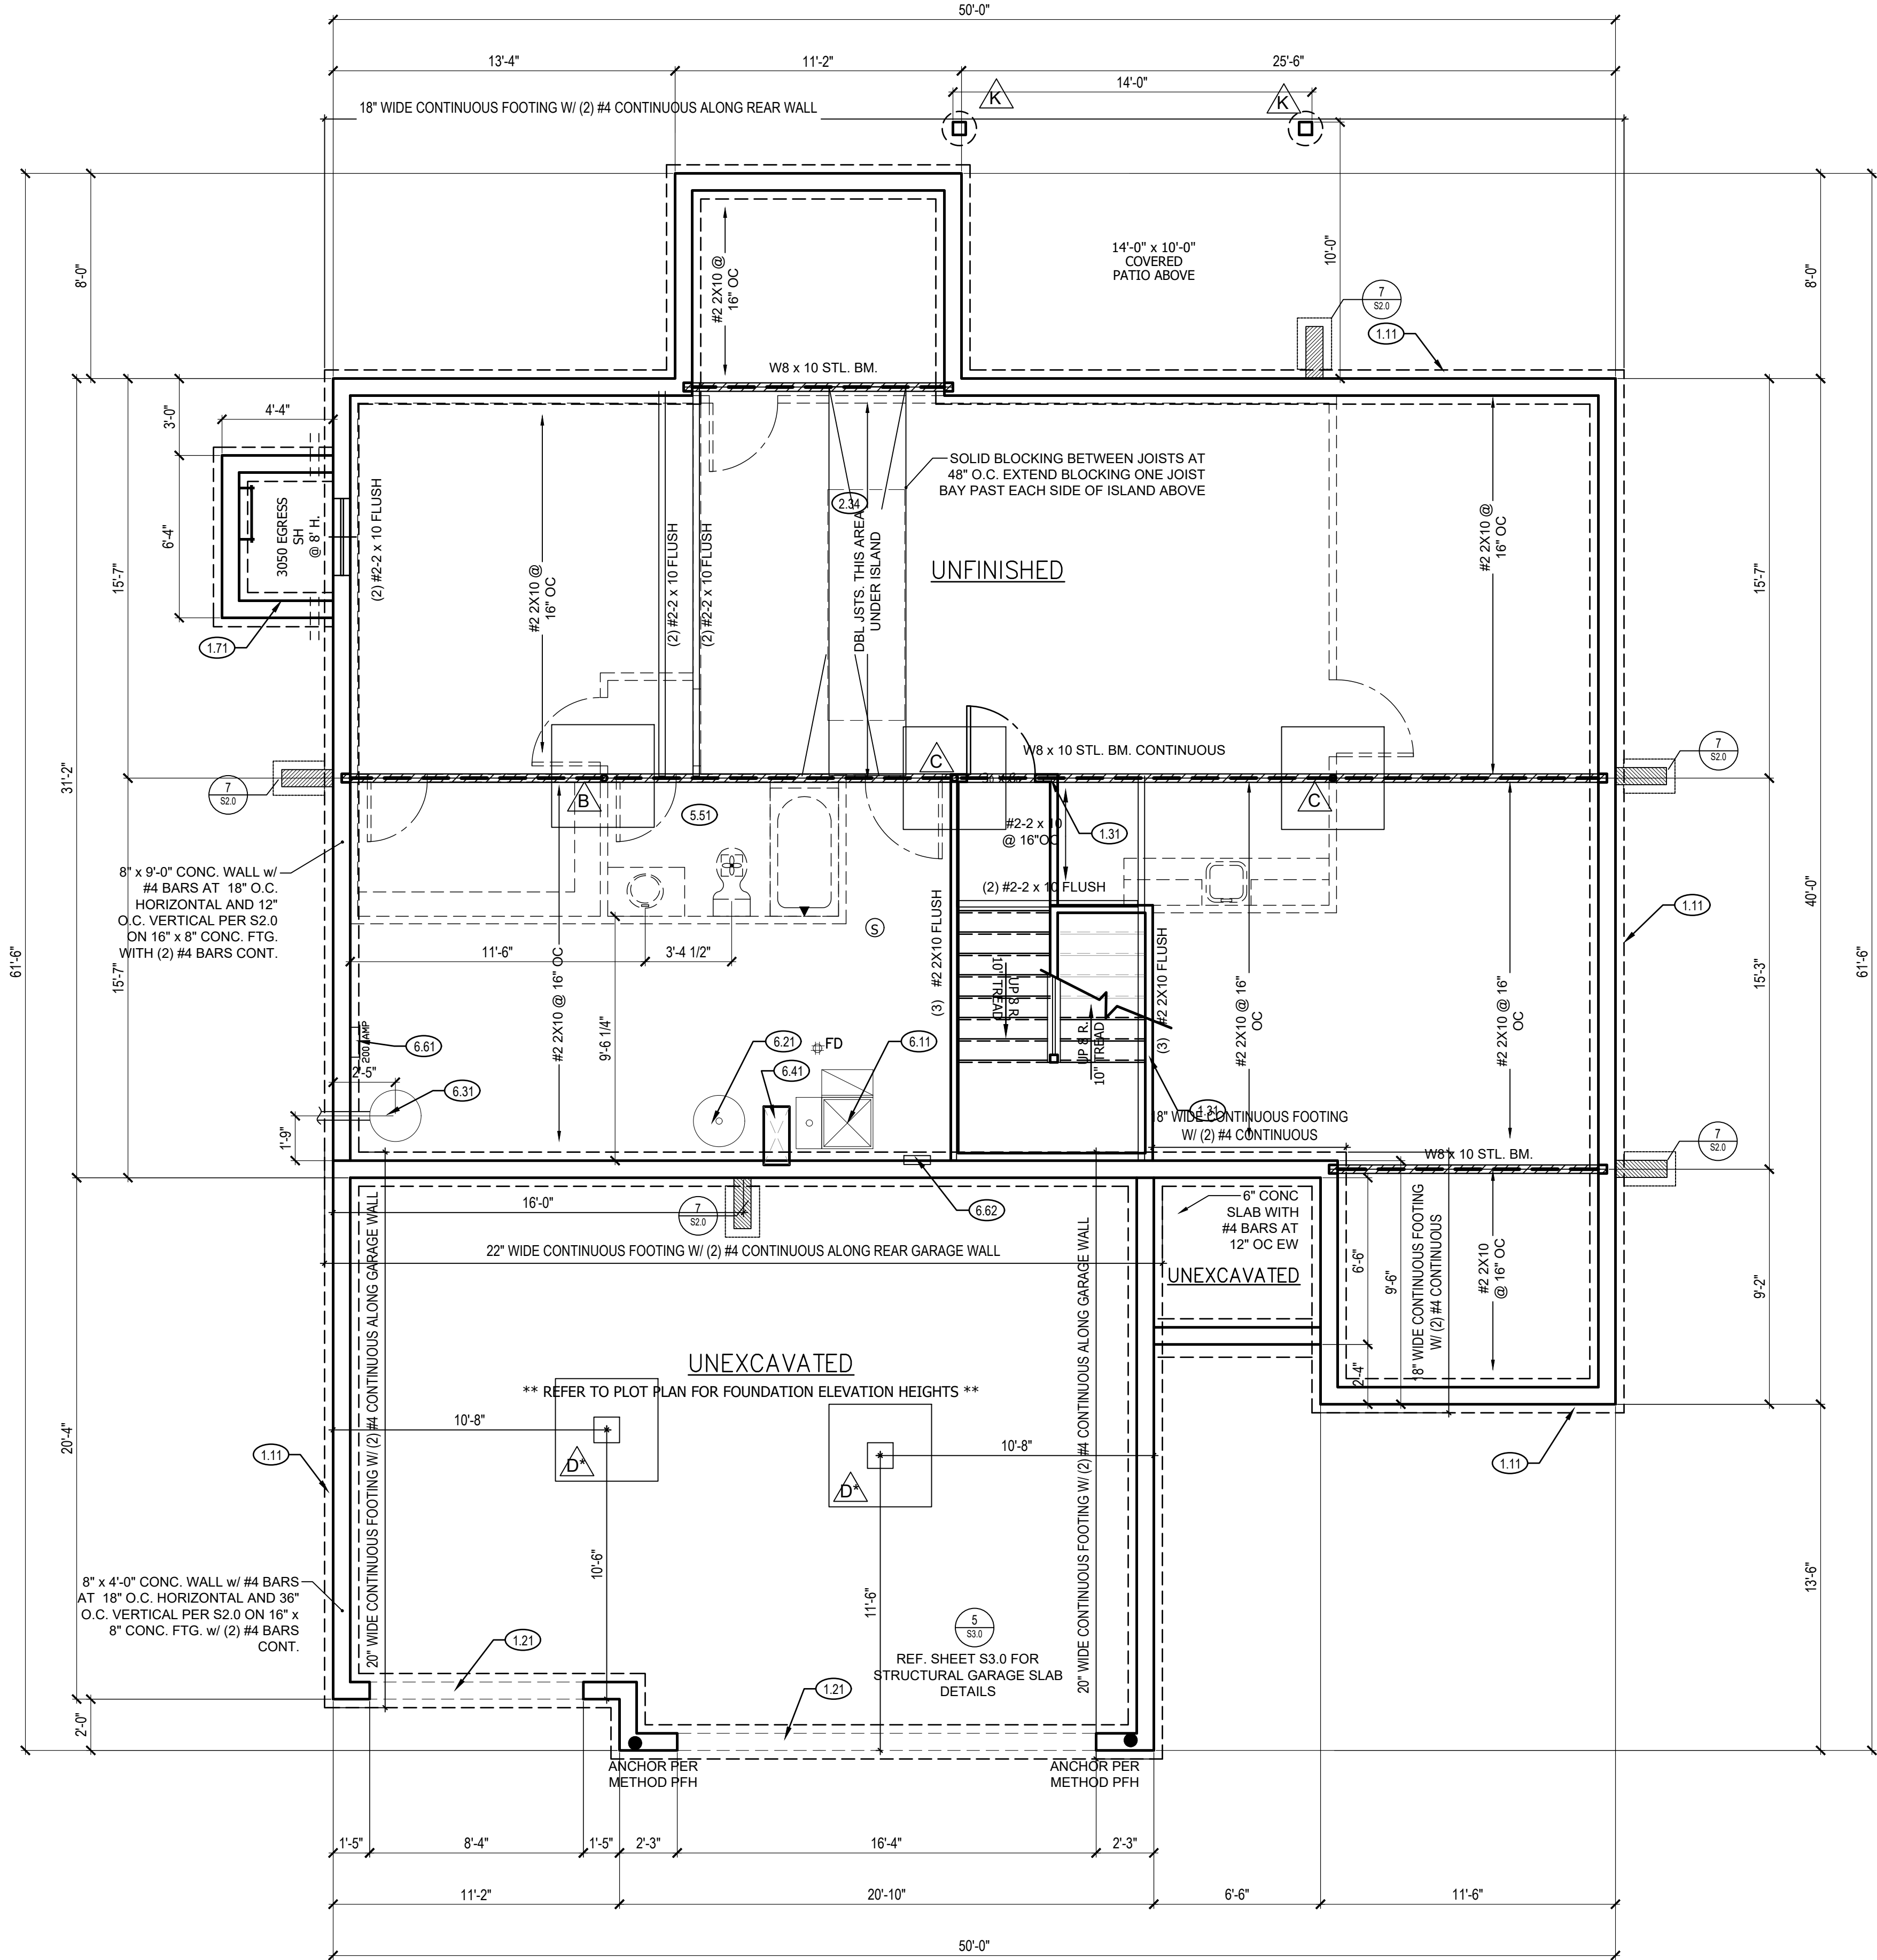 50'-0"
13'-4"
11'-2"
25'-6"
14'-0"
K
K
18" WIDE CONTINUOUS FOOTING W/ (2) #4 CONTINUOUS ALONG REAR WALL
8'-0"
#2 2X10 @
16" OC
14'-0" x 10'-0"
COVERED
PATIO ABOVE
10'-0"
8'-0"
7
S2.0
1.11
W8 x 10 STL. BM.
4'-4"
3'-0"
6'-4"
15'-7"
31'-2"
61'-6"
3050 EGRESS
SH
@ 8' H.
1.71
(2) #2-2 x 10 FLUSH
#2 2X10 @
16" OC
(2) #2-2 x 10 FLUSH
(2) #2-2 x 10 FLUSH
2.34
DBL JSTS. THIS AREA
UNDER ISLAND
SOLID BLOCKING BETWEEN JOISTS AT
48" O.C. EXTEND BLOCKING ONE JOIST
BAY PAST EACH SIDE OF ISLAND ABOVE
UNFINISHED
#2 2X10 @
16" OC
15'-7"
40'-0"
61'-6"
W8 x 10 STL. BM. CONTINUOUS
7
S2.0
7
S2.0
B
C
C
5.51
1.31
#2-2 x 10
@ 16"OC
(2) #2-2 x 10 FLUSH
8" x 9'-0" CONC. WALL w/
#4 BARS AT 18" O.C.
HORIZONTAL AND 12"
O.C. VERTICAL PER S2.0
ON 16" x 8" CONC. FTG.
WITH (2) #4 BARS CONT.
15'-7"
1.11
S
11'-6"
3'-4 1/2"
#2 2X10 @ 16" OC
9'-6 1/4"
(3) #2 2X10 FLUSH
UP 8 R.
10" TREAD
UP 8 R.
10" TREAD
(3) #2 2X10 FLUSH
#2 2X10 @ 16"
OC
#2 2X10 @ 16"
OC
15'-3"
200 AMP
6.61
2'-5"
6.31
1'-9"
6.21
FD
6.11
6.41
1.31
18" WIDE CONTINUOUS FOOTING
W/ (2) #4 CONTINUOUS
7
S2.0
W8 x 10 STL. BM.
16'-0"
7
S2.0
6.62
6" CONC
SLAB WITH
#4 BARS AT
12" OC EW
22" WIDE CONTINUOUS FOOTING W/ (2) #4 CONTINUOUS ALONG REAR GARAGE WALL
UNEXCAVATED
6'-6"
9'-6"
2'-4"
18" WIDE CONTINUOUS FOOTING
W/ (2) #4 CONTINUOUS
#2 2X10
@ 16" OC
9'-2"
20" WIDE CONTINUOUS FOOTING W/ (2) #4 CONTINUOUS ALONG GARAGE WALL
20" WIDE CONTINUOUS FOOTING W/ (2) #4 CONTINUOUS ALONG GARAGE WALL
UNEXCAVATED
** REFER TO PLOT PLAN FOR FOUNDATION ELEVATION HEIGHTS **
20'-4"
10'-8"
D*
10'-8"
D*
1.11
1.11
10'-6"
11'-6"
13'-6"
8" x 4'-0" CONC. WALL w/ #4 BARS
AT 18" O.C. HORIZONTAL AND 36"
O.C. VERTICAL PER S2.0 ON 16" x
8" CONC. FTG. w/ (2) #4 BARS
CONT.
1.21
1.21
5
S3.0
REF. SHEET S3.0 FOR
STRUCTURAL GARAGE SLAB
DETAILS
2'-0"
ANCHOR PER
METHOD PFH
ANCHOR PER
METHOD PFH
1'-5"
8'-4"
1'-5"
2'-3"
16'-4"
2'-3"
11'-2"
20'-10"
6'-6"
11'-6"
50'-0"